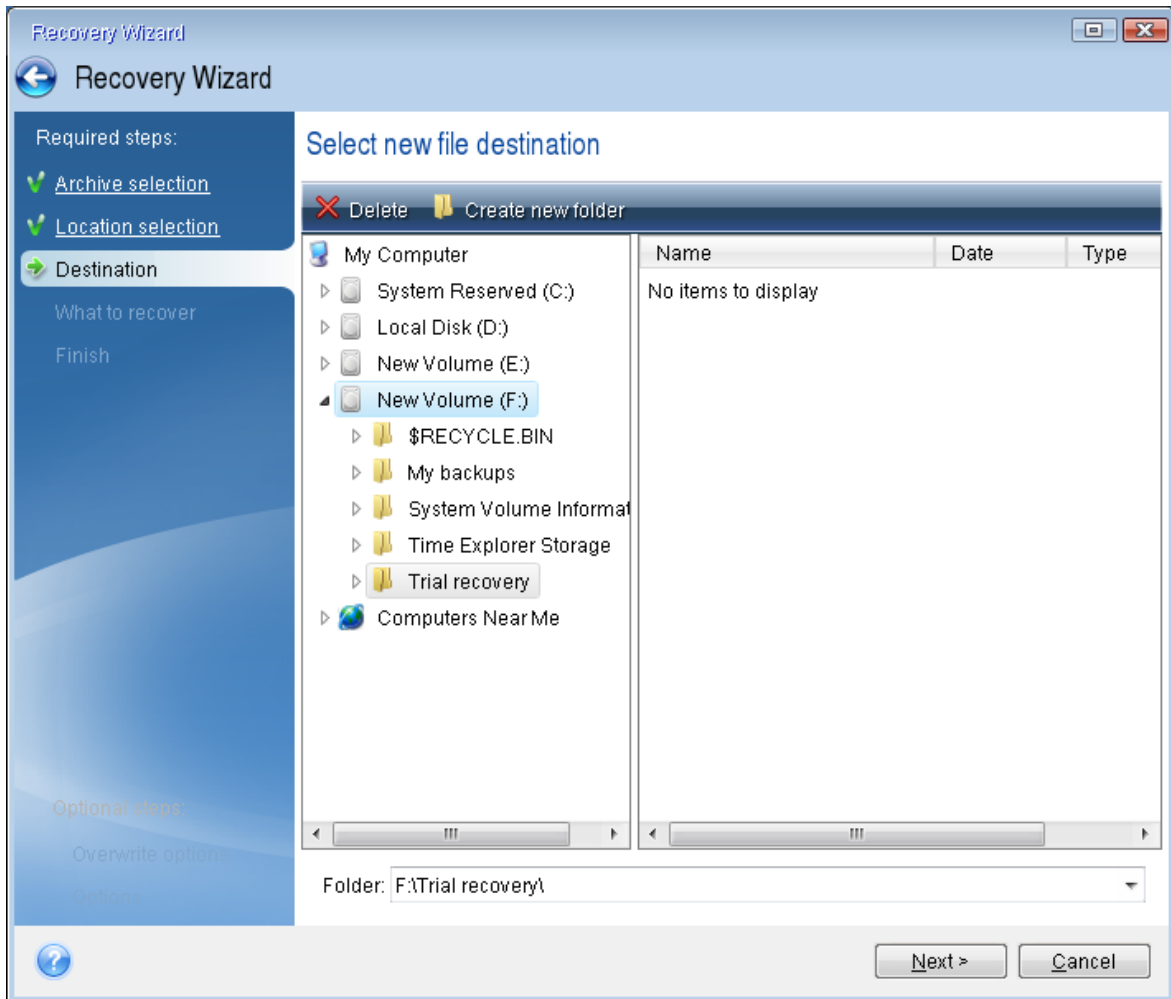 Recovery Wizard
Recovery Wizard
Required steps:
Archive selection
Location selection
Destination
What to recover
Finish
Optional steps:
Overwrite options
Options
Select new file destination
Delete Create new folder
My Computer
System Reserved (C:)
Local Disk (D:)
New Volume (E:)
New Volume (F:)
$RECYCLE.BIN
My backups
System Volume Informat
Time Explorer Storage
Trial recovery
Computers Near Me
Name Date Type
No items to display
Folder: F:\Trial recovery\
Next > Cancel